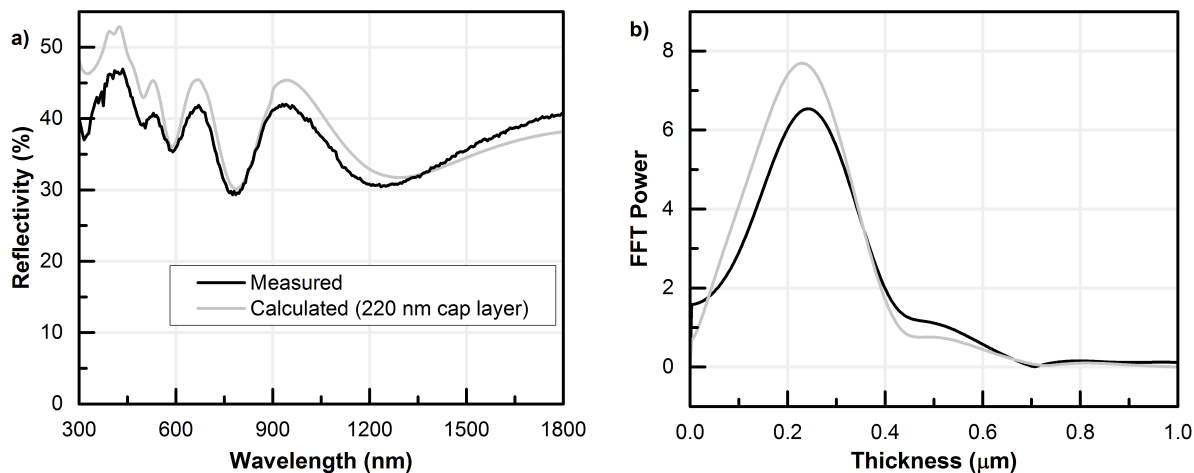 a)
50
40
30
20
10
0
Reflectivity (%)
Measured
Calculated (220 nm cap layer)
300 600 900 1200 1500 1800
Wavelength (nm)
b)
8
6
4
2
0
FFT Power
0.0 0.2 0.4 0.6 0.8 1.0
Thickness (μm)